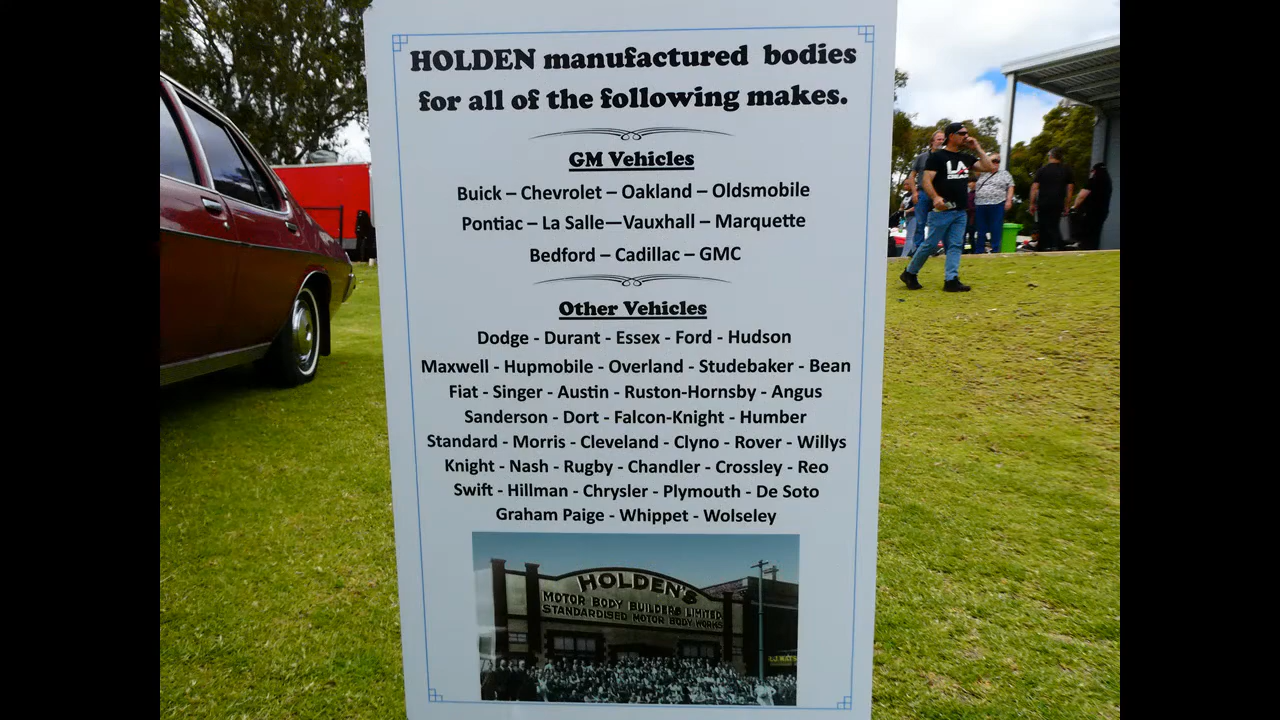 HOLDEN manufactured bodies
for all of the following makes.
GM Vehicles
Buick – Chevrolet – Oakland – Oldsmobile
Pontiac – La Salle—Vauxhall – Marquette
Bedford – Cadillac – GMC
Other Vehicles
Dodge - Durant - Essex - Ford - Hudson
Maxwell - Hupmobile - Overland - Studebaker - Bean
Fiat - Singer - Austin - Ruston-Hornsby - Angus
Sanderson - Dort - Falcon-Knight - Humber
Standard - Morris - Cleveland - Clyno - Rover - Willys
Knight - Nash - Rugby - Chandler - Crossley - Reo
Swift - Hillman - Chrysler - Plymouth - De Soto
Graham Paige - Whippet - Wolseley
HOLDEN'S
MOTOR BODY BUILDERS LIMITED
STANDARDISED MOTOR BODY WORKS
LA